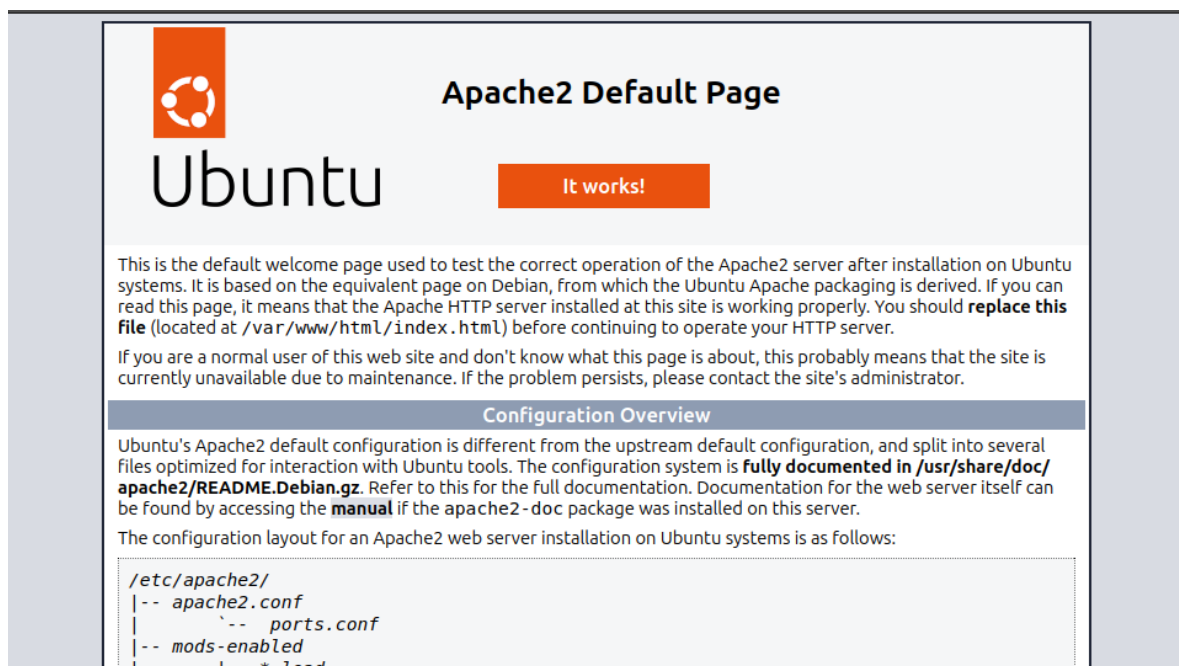 Apache2 Default Page
Ubuntu
It works!
This is the default welcome page used to test the correct operation of the Apache2 server after installation on Ubuntu
systems. It is based on the equivalent page on Debian, from which the Ubuntu Apache packaging is derived. If you can
read this page, it means that the Apache HTTP server installed at this site is working properly. You should replace this
file (located at /var/www/html/index.html) before continuing to operate your HTTP server.
If you are a normal user of this web site and don't know what this page is about, this probably means that the site is
currently unavailable due to maintenance. If the problem persists, please contact the site's administrator.
Configuration Overview
Ubuntu's Apache2 default configuration is different from the upstream default configuration, and split into several
files optimized for interaction with Ubuntu tools. The configuration system is fully documented in /usr/share/doc/
apache2/README.Debian.gz. Refer to this for the full documentation. Documentation for the web server itself can
be found by accessing the manual if the apache2-doc package was installed on this server.
The configuration layout for an Apache2 web server installation on Ubuntu systems is as follows:
/etc/apache2/
|-- apache2.conf
|       `--  ports.conf
|-- mods-enabled